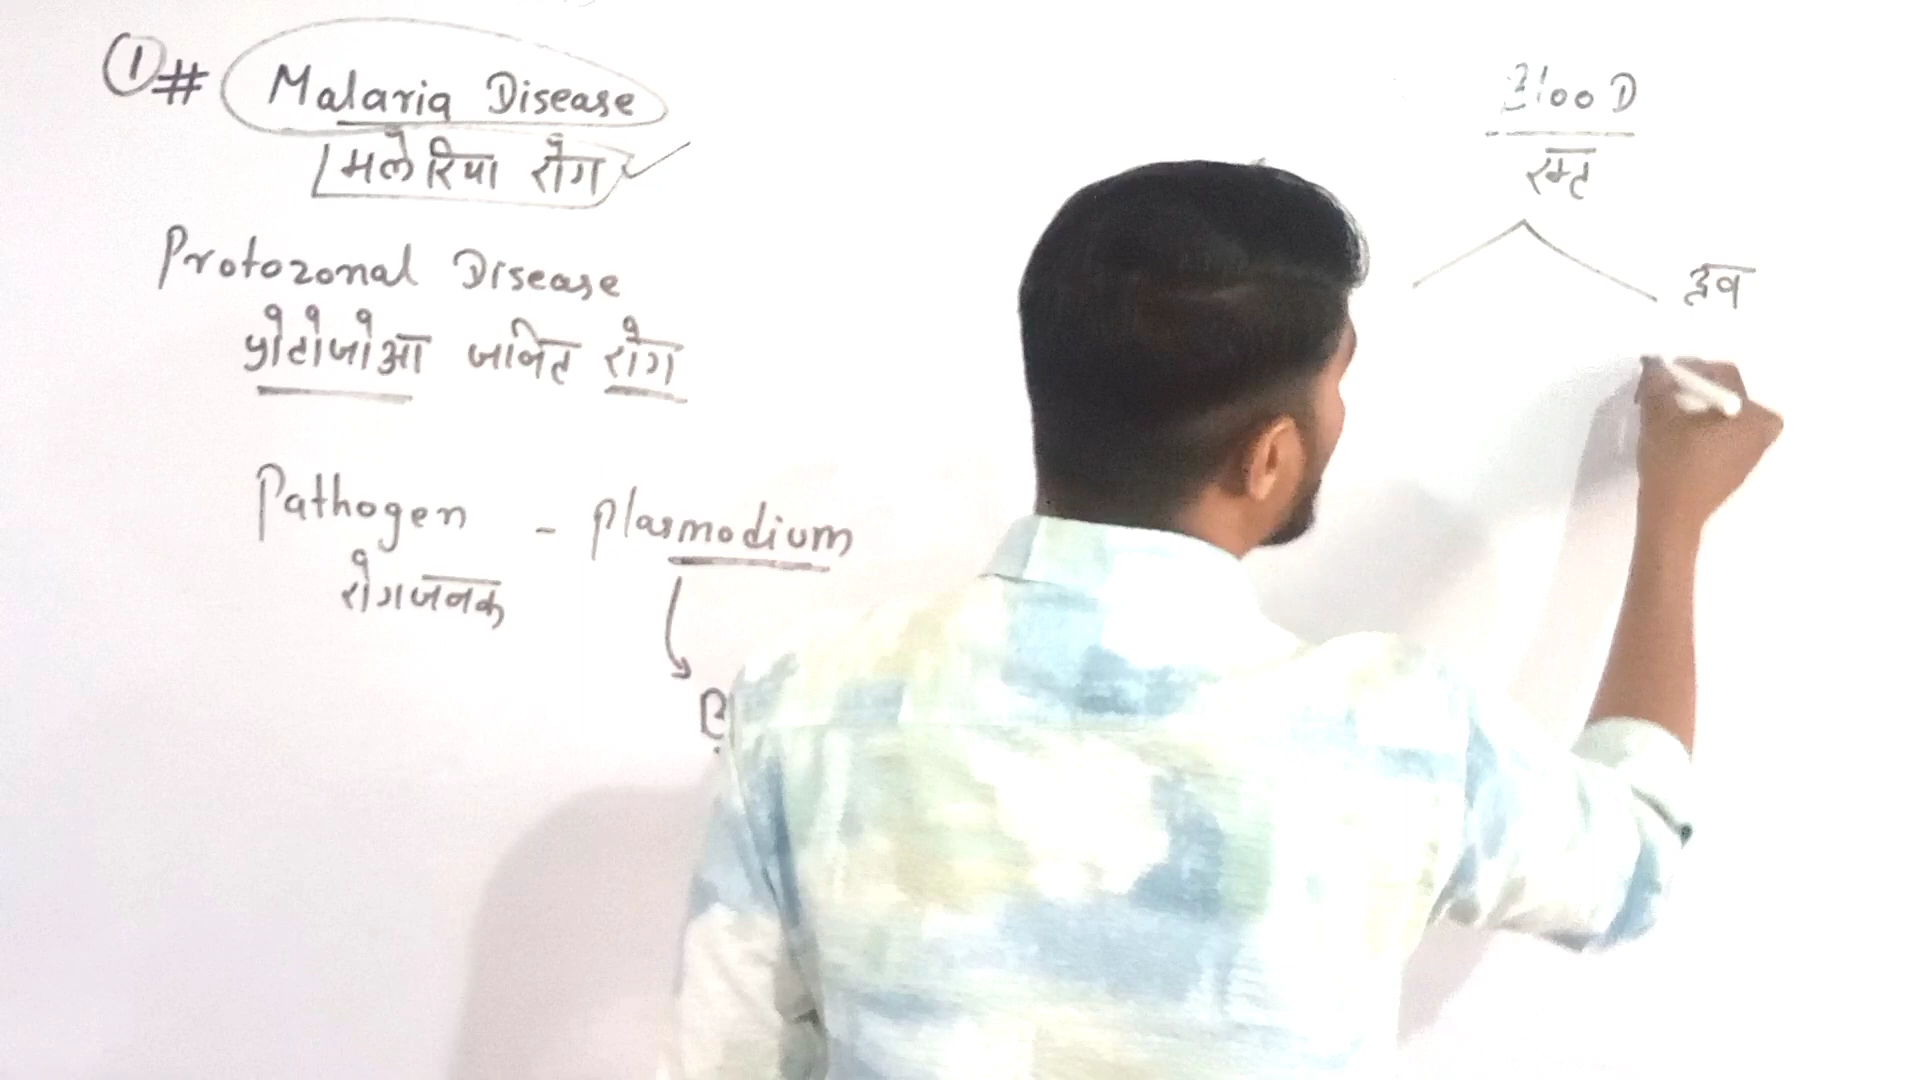 ① # Malaria Disease
मलेरिया रोग
Protozonal Disease
प्रोटोजोआ जनित रोग
Pathogen - plasmodium
रोगजनक
BlooD
रक्त
द्रव